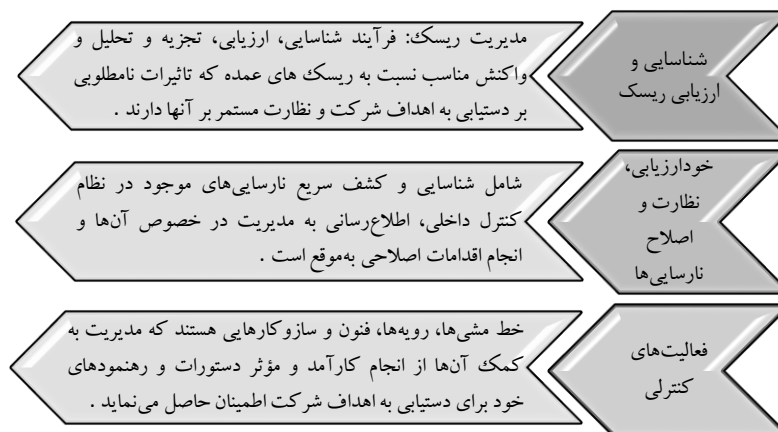 شناسایی و
ارزیابی ریسک
مدیریت ریسک: فرآیند شناسایی، ارزیابی، تجزیه و تحلیل و
واکنش مناسب نسبت به ریسک های عمده که تاثیرات نامطلوبی
بر دستیابی به اهداف شرکت و نظارت مستمر بر آنها دارند .
خودارزیابی،
نظارت و
اصلاح
نارسایی‌ها
شامل شناسایی و کشف سریع نارسایی‌های موجود در نظام
کنترل داخلی، اطلاع‌رسانی به مدیریت در خصوص آن‌ها و
انجام اقدامات اصلاحی به‌موقع است .
فعالیت‌های
کنترلی
خط مشی‌ها، رویه‌ها، فنون و سازوکارهایی هستند که مدیریت به
کمک آن‌ها از انجام کارآمد و مؤثر دستورات و رهنمودهای
خود برای دستیابی به اهداف شرکت اطمینان حاصل می‌نماید .